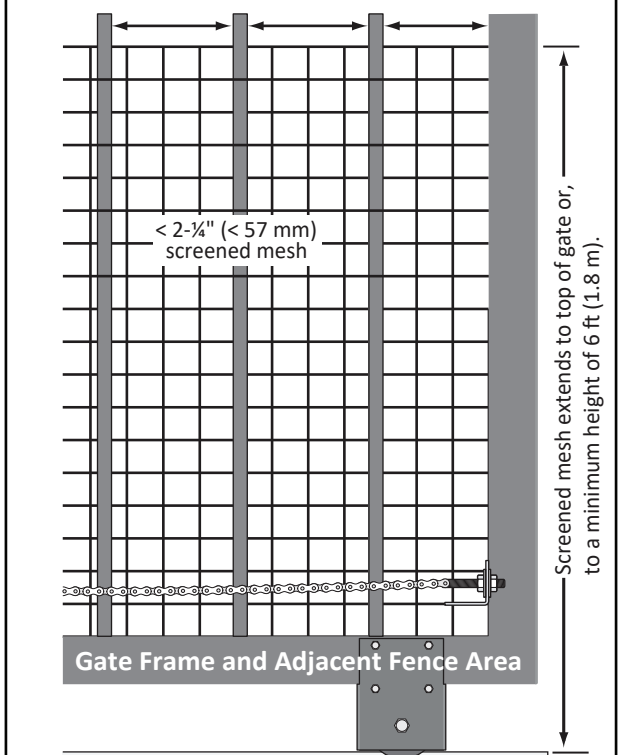 < 2-¼" (< 57 mm)
screened mesh
Screened mesh extends to top of gate or,
to a minimum height of 6 ft (1.8 m).
Gate Frame and Adjacent Fence Area